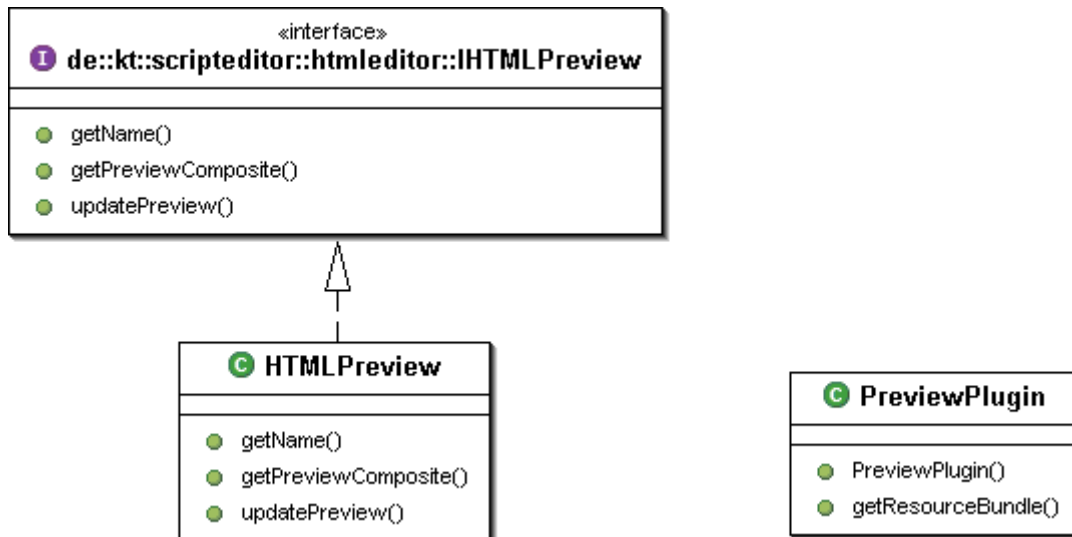 «interface»
I de::kt::scripteditor::htmleditor::IHTMLPreview
getName()
getPreviewComposite()
updatePreview()
C HTMLPreview
getName()
getPreviewComposite()
updatePreview()
C PreviewPlugin
PreviewPlugin()
getResourceBundle()